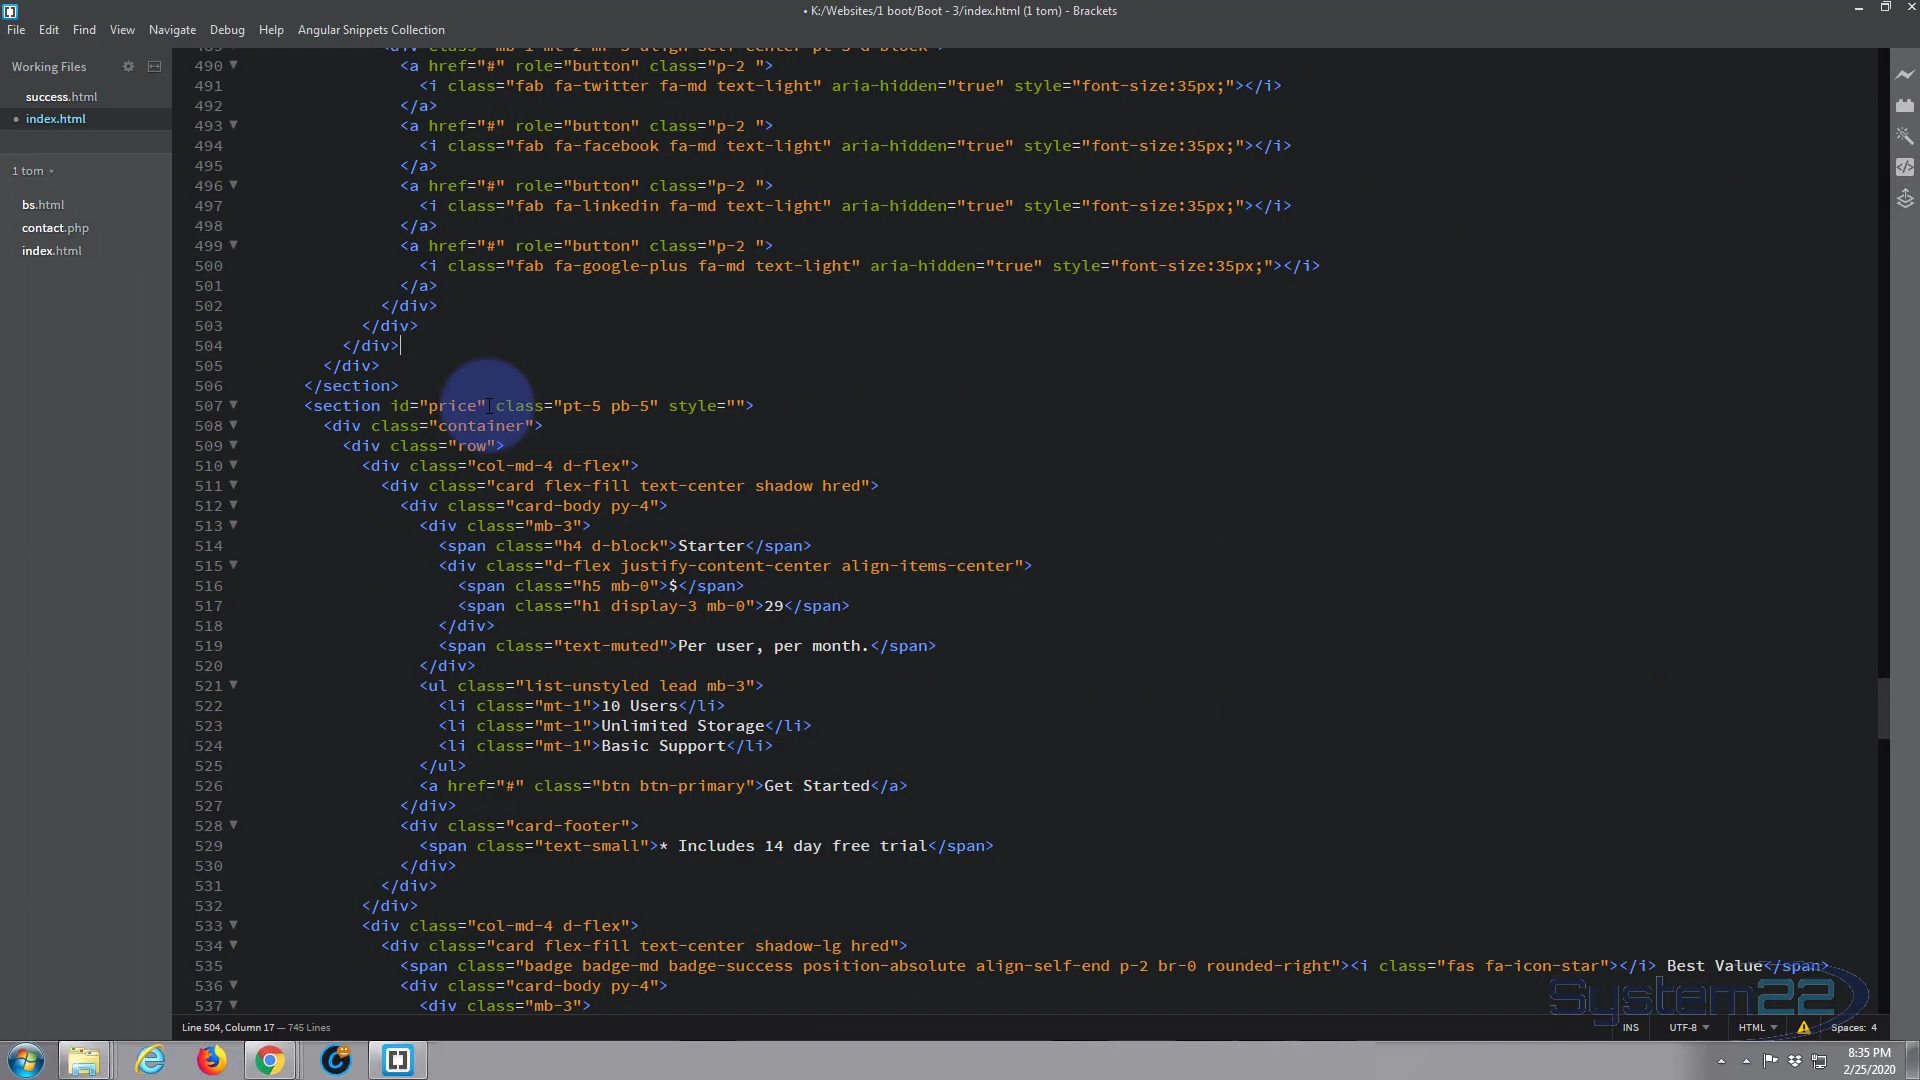 • K:/Websites/1 boot/Boot - 3/index.html (1 tom) - Brackets
File Edit Find View Navigate Debug Help Angular Snippets Collection
Working Files
success.html
• index.html
1 tom
bs.html
contact.php
index.html
490 <a href="#" role="button" class="p-2 ">
491 <i class="fab fa-twitter fa-md text-light" aria-hidden="true" style="font-size:35px;"></i>
492 </a>
493 <a href="#" role="button" class="p-2 ">
494 <i class="fab fa-facebook fa-md text-light" aria-hidden="true" style="font-size:35px;"></i>
495 </a>
496 <a href="#" role="button" class="p-2 ">
497 <i class="fab fa-linkedin fa-md text-light" aria-hidden="true" style="font-size:35px;"></i>
498 </a>
499 <a href="#" role="button" class="p-2 ">
500 <i class="fab fa-google-plus fa-md text-light" aria-hidden="true" style="font-size:35px;"></i>
501 </a>
502 </div>
503 </div>
504 </div>
505 </div>
506 </section>
507 <section id="price" class="pt-5 pb-5" style="">
508 <div class="container">
509 <div class="row">
510 <div class="col-md-4 d-flex">
511 <div class="card flex-fill text-center shadow hred">
512 <div class="card-body py-4">
513 <div class="mb-3">
514 <span class="h4 d-block">Starter</span>
515 <div class="d-flex justify-content-center align-items-center">
516 <span class="h5 mb-0">$</span>
517 <span class="h1 display-3 mb-0">29</span>
518 </div>
519 <span class="text-muted">Per user, per month.</span>
520 </div>
521 <ul class="list-unstyled lead mb-3">
522 <li class="mt-1">10 Users</li>
523 <li class="mt-1">Unlimited Storage</li>
524 <li class="mt-1">Basic Support</li>
525 </ul>
526 <a href="#" class="btn btn-primary">Get Started</a>
527 </div>
528 <div class="card-footer">
529 <span class="text-small">* Includes 14 day free trial</span>
530 </div>
531 </div>
532 </div>
533 <div class="col-md-4 d-flex">
534 <div class="card flex-fill text-center shadow-lg hred">
535 <span class="badge badge-md badge-success position-absolute align-self-end p-2 br-0 rounded-right"><i class="fas fa-icon-star"></i> Best Value</span>
536 <div class="card-body py-4">
537 <div class="mb-3">
System22
Line 504, Column 17 — 745 Lines
INS UTF-8 HTML Spaces: 4
8:35 PM
2/25/2020